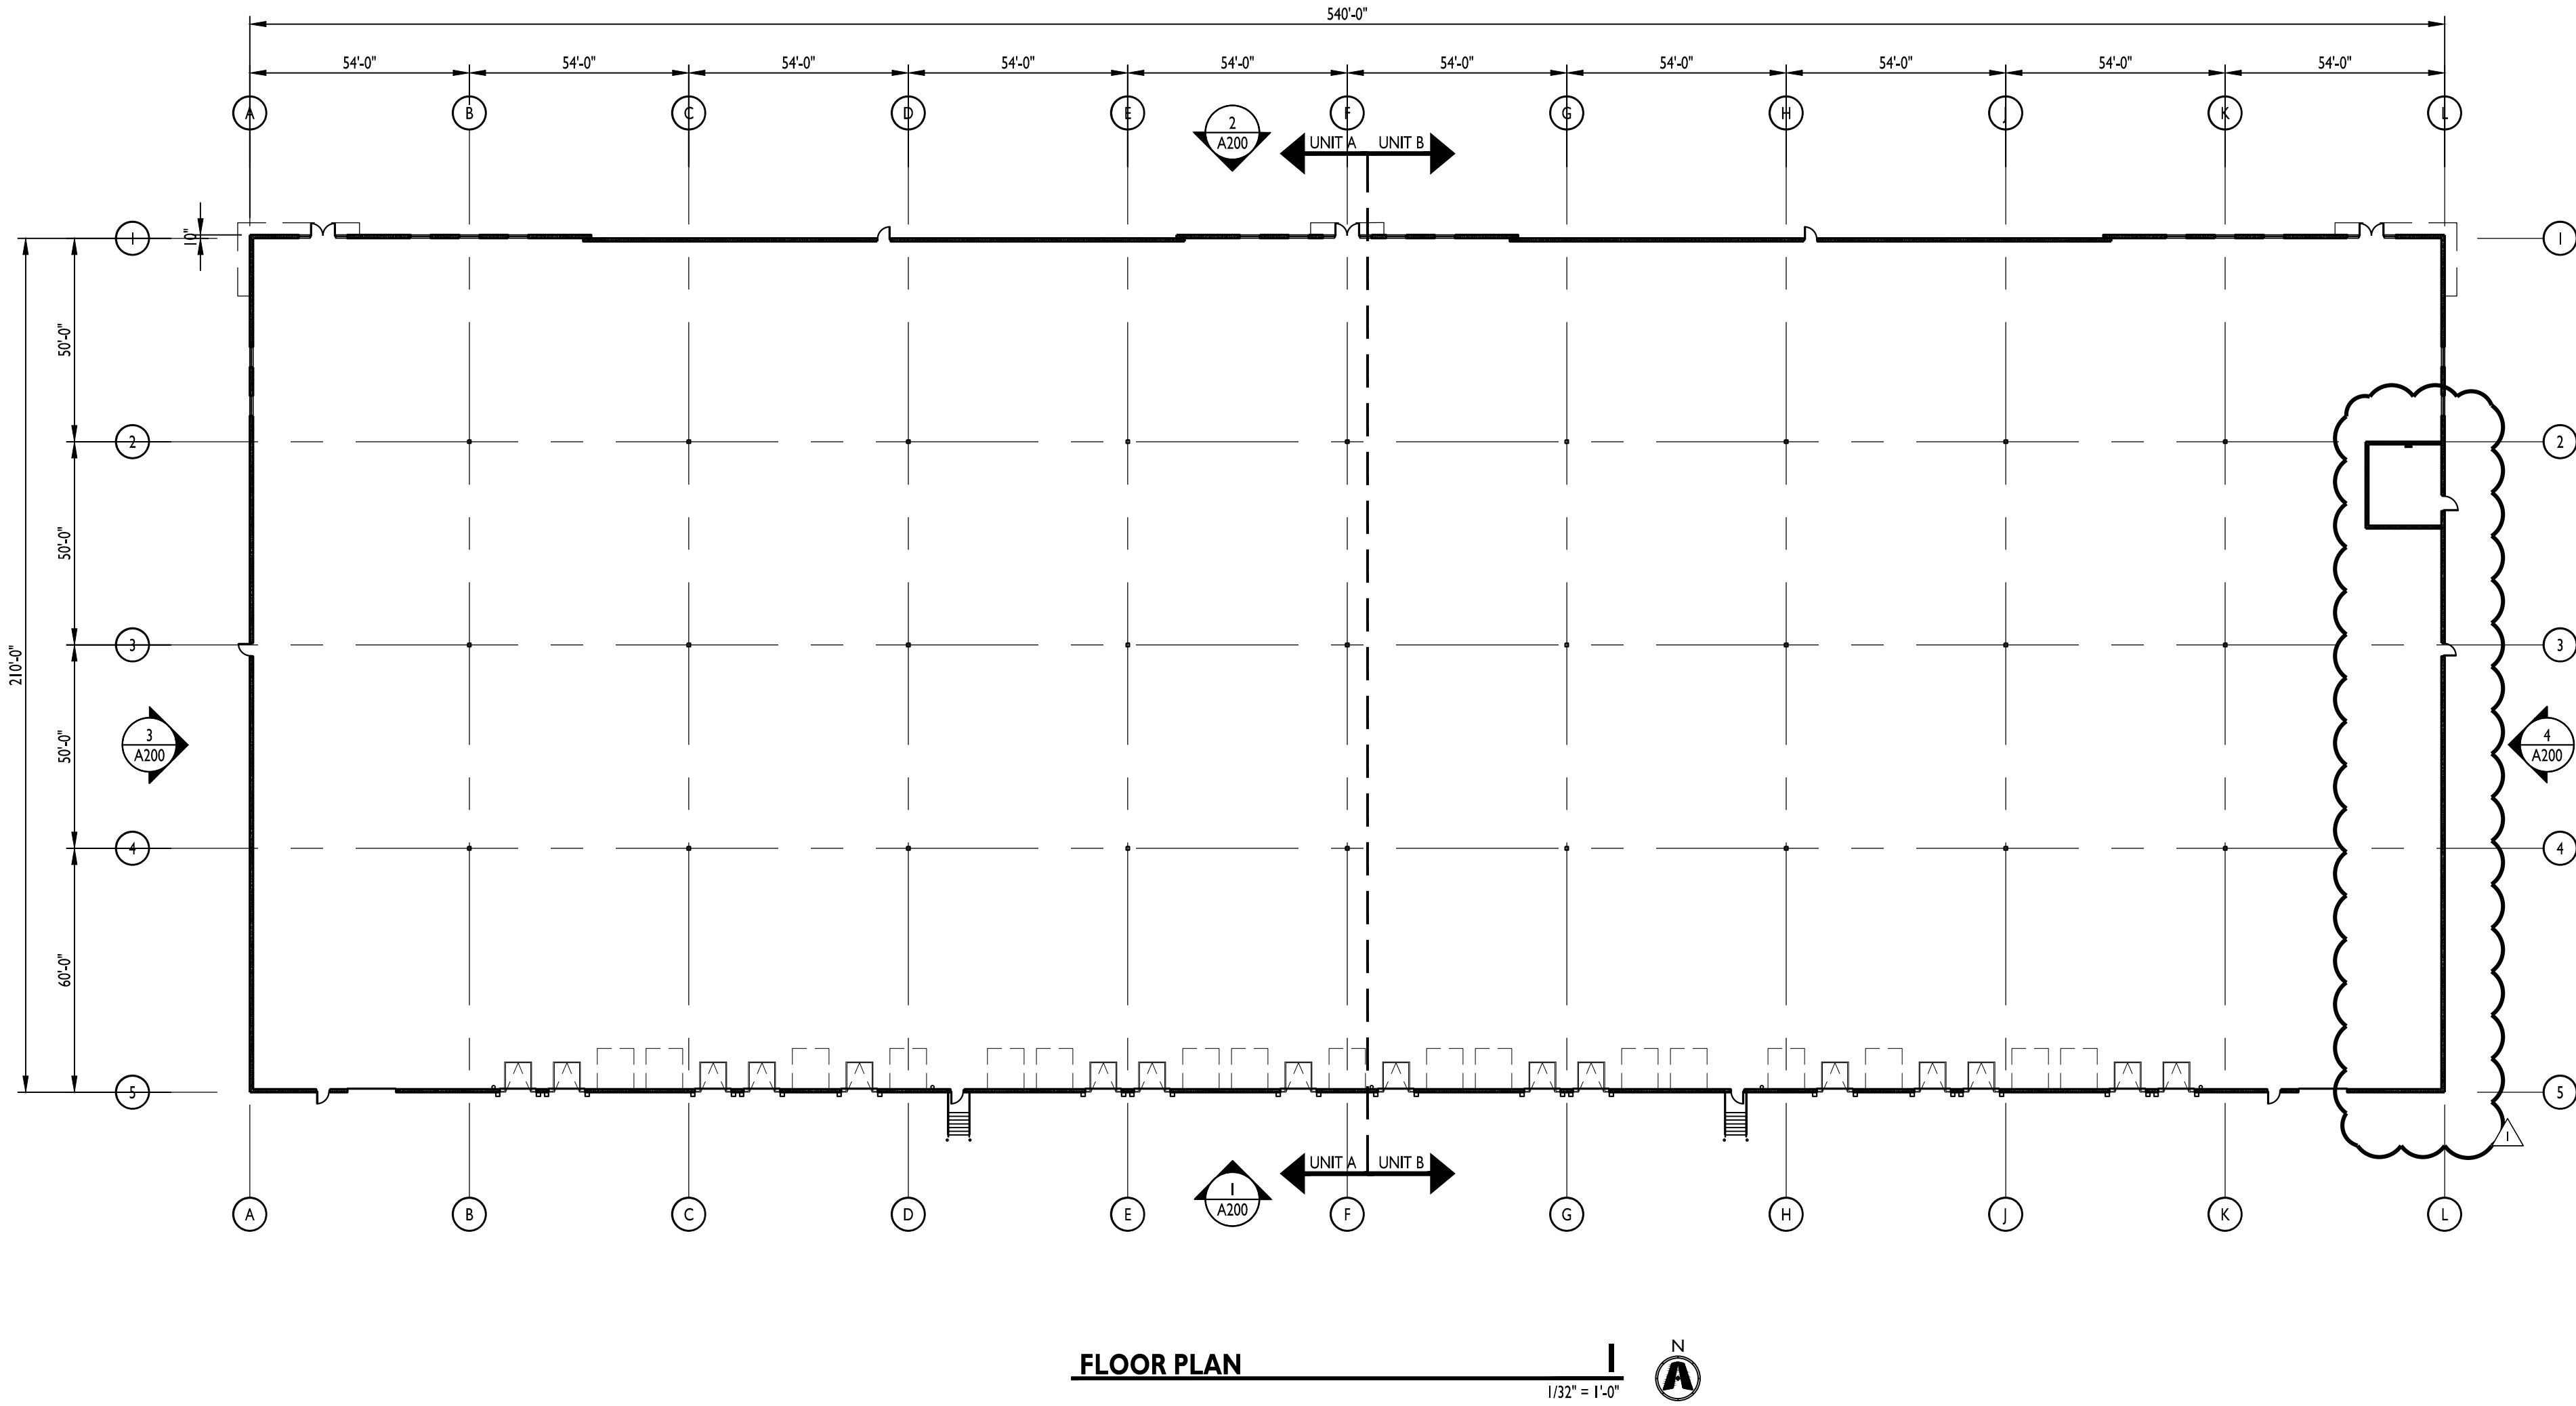 540'-0"
54'-0" 54'-0" 54'-0" 54'-0" 54'-0" 54'-0" 54'-0" 54'-0" 54'-0" 54'-0"
A B C D E F G H J K L
2
A200
UNIT A UNIT B
10"
1 1
50'-0"
2 2
50'-0"
3 3
210'-0"
50'-0"
3
A200
4
A200
4 4
60'-0"
5 5
1
UNIT A UNIT B
1
A200
A B C D E F G H J K L
N
FLOOR PLAN 1
A
1/32" = 1'-0"